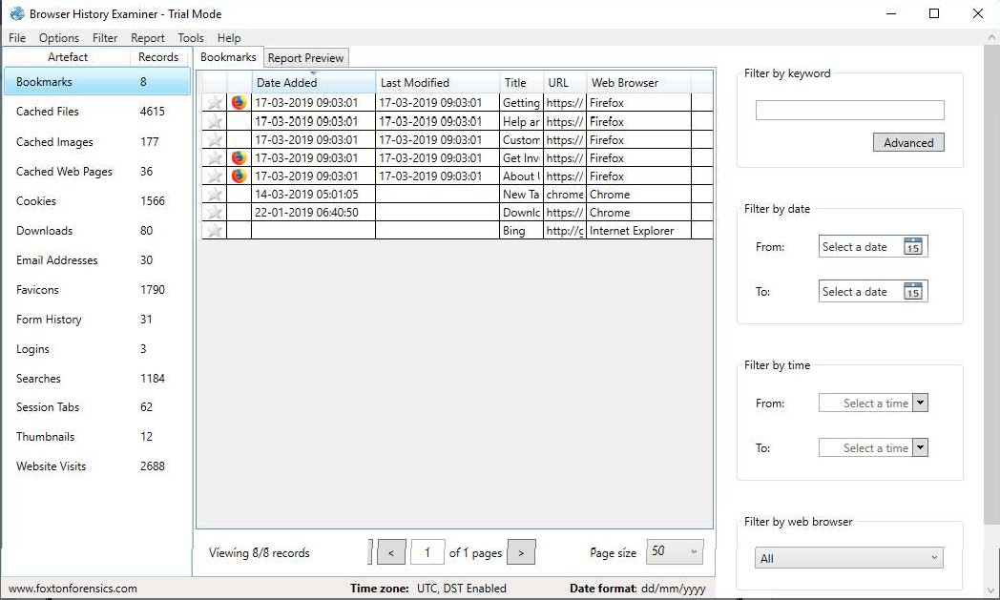 Browser History Examiner - Trial Mode
File Options Filter Report Tools Help
Artefact Records
Bookmarks 8
Cached Files 4615
Cached Images 177
Cached Web Pages 36
Cookies 1566
Downloads 80
Email Addresses 30
Favicons 1790
Form History 31
Logins 3
Searches 1184
Session Tabs 62
Thumbnails 12
Website Visits 2688
Bookmarks Report Preview
Date Added Last Modified Title URL Web Browser
17-03-2019 09:03:01 17-03-2019 09:03:01 Getting https:/ Firefox
17-03-2019 09:03:01 17-03-2019 09:03:01 Help ar https:/ Firefox
17-03-2019 09:03:01 17-03-2019 09:03:01 Custom https:/ Firefox
17-03-2019 09:03:01 17-03-2019 09:03:01 Get Inv https:/ Firefox
17-03-2019 09:03:01 17-03-2019 09:03:01 About U https:/ Firefox
14-03-2019 05:01:05 New Ta chrome Chrome
22-01-2019 06:40:50 Downlc https:/ Chrome
Bing http://g Internet Explorer
Viewing 8/8 records < 1 of 1 pages > Page size 50
Filter by keyword
Advanced
Filter by date
From: Select a date 15
To: Select a date 15
Filter by time
From: Select a time
To: Select a time
Filter by web browser
All
www.foxtonforensics.com Time zone: UTC, DST Enabled Date format: dd/mm/yyyy